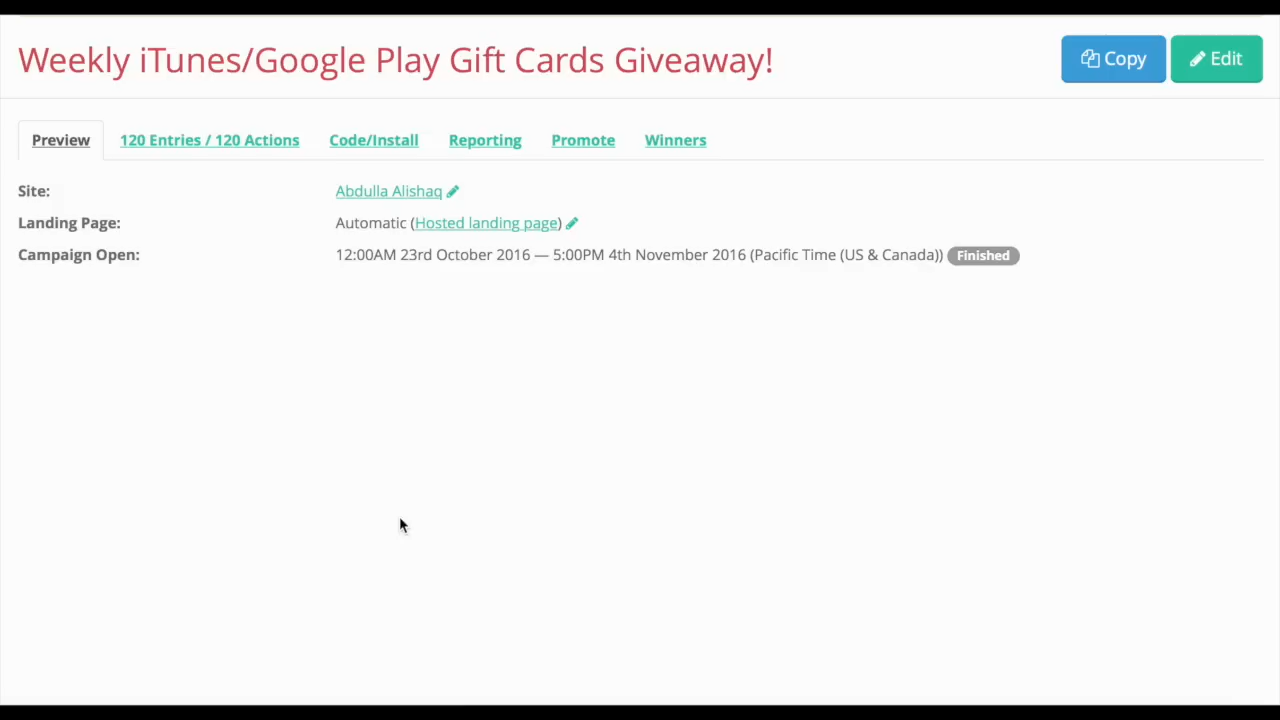 Weekly iTunes/Google Play Gift Cards Giveaway!
Copy
Edit
Preview
120 Entries / 120 Actions
Code/Install
Reporting
Promote
Winners
Site:
Abdulla Alishaq
Landing Page:
Automatic (Hosted landing page)
Campaign Open:
12:00AM 23rd October 2016 — 5:00PM 4th November 2016 (Pacific Time (US & Canada)) Finished